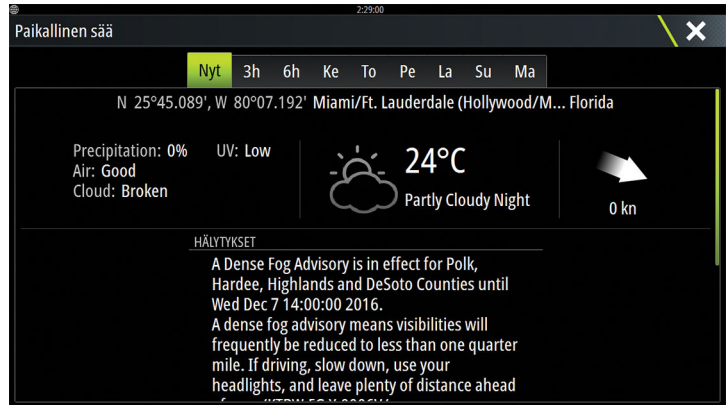 2:29:00
Paikallinen sää
Nyt 3h 6h Ke To Pe La Su Ma
N 25°45.089', W 80°07.192' Miami/Ft. Lauderdale (Hollywood/M... Florida
Precipitation: 0% UV: Low
Air: Good
Cloud: Broken
24°C
Partly Cloudy Night
0 kn
HÄLYTYKSET
A Dense Fog Advisory is in effect for Polk,
Hardee, Highlands and DeSoto Counties until
Wed Dec 7 14:00:00 2016.
A dense fog advisory means visibilities will
frequently be reduced to less than one quarter
mile. If driving, slow down, use your
headlights, and leave plenty of distance ahead